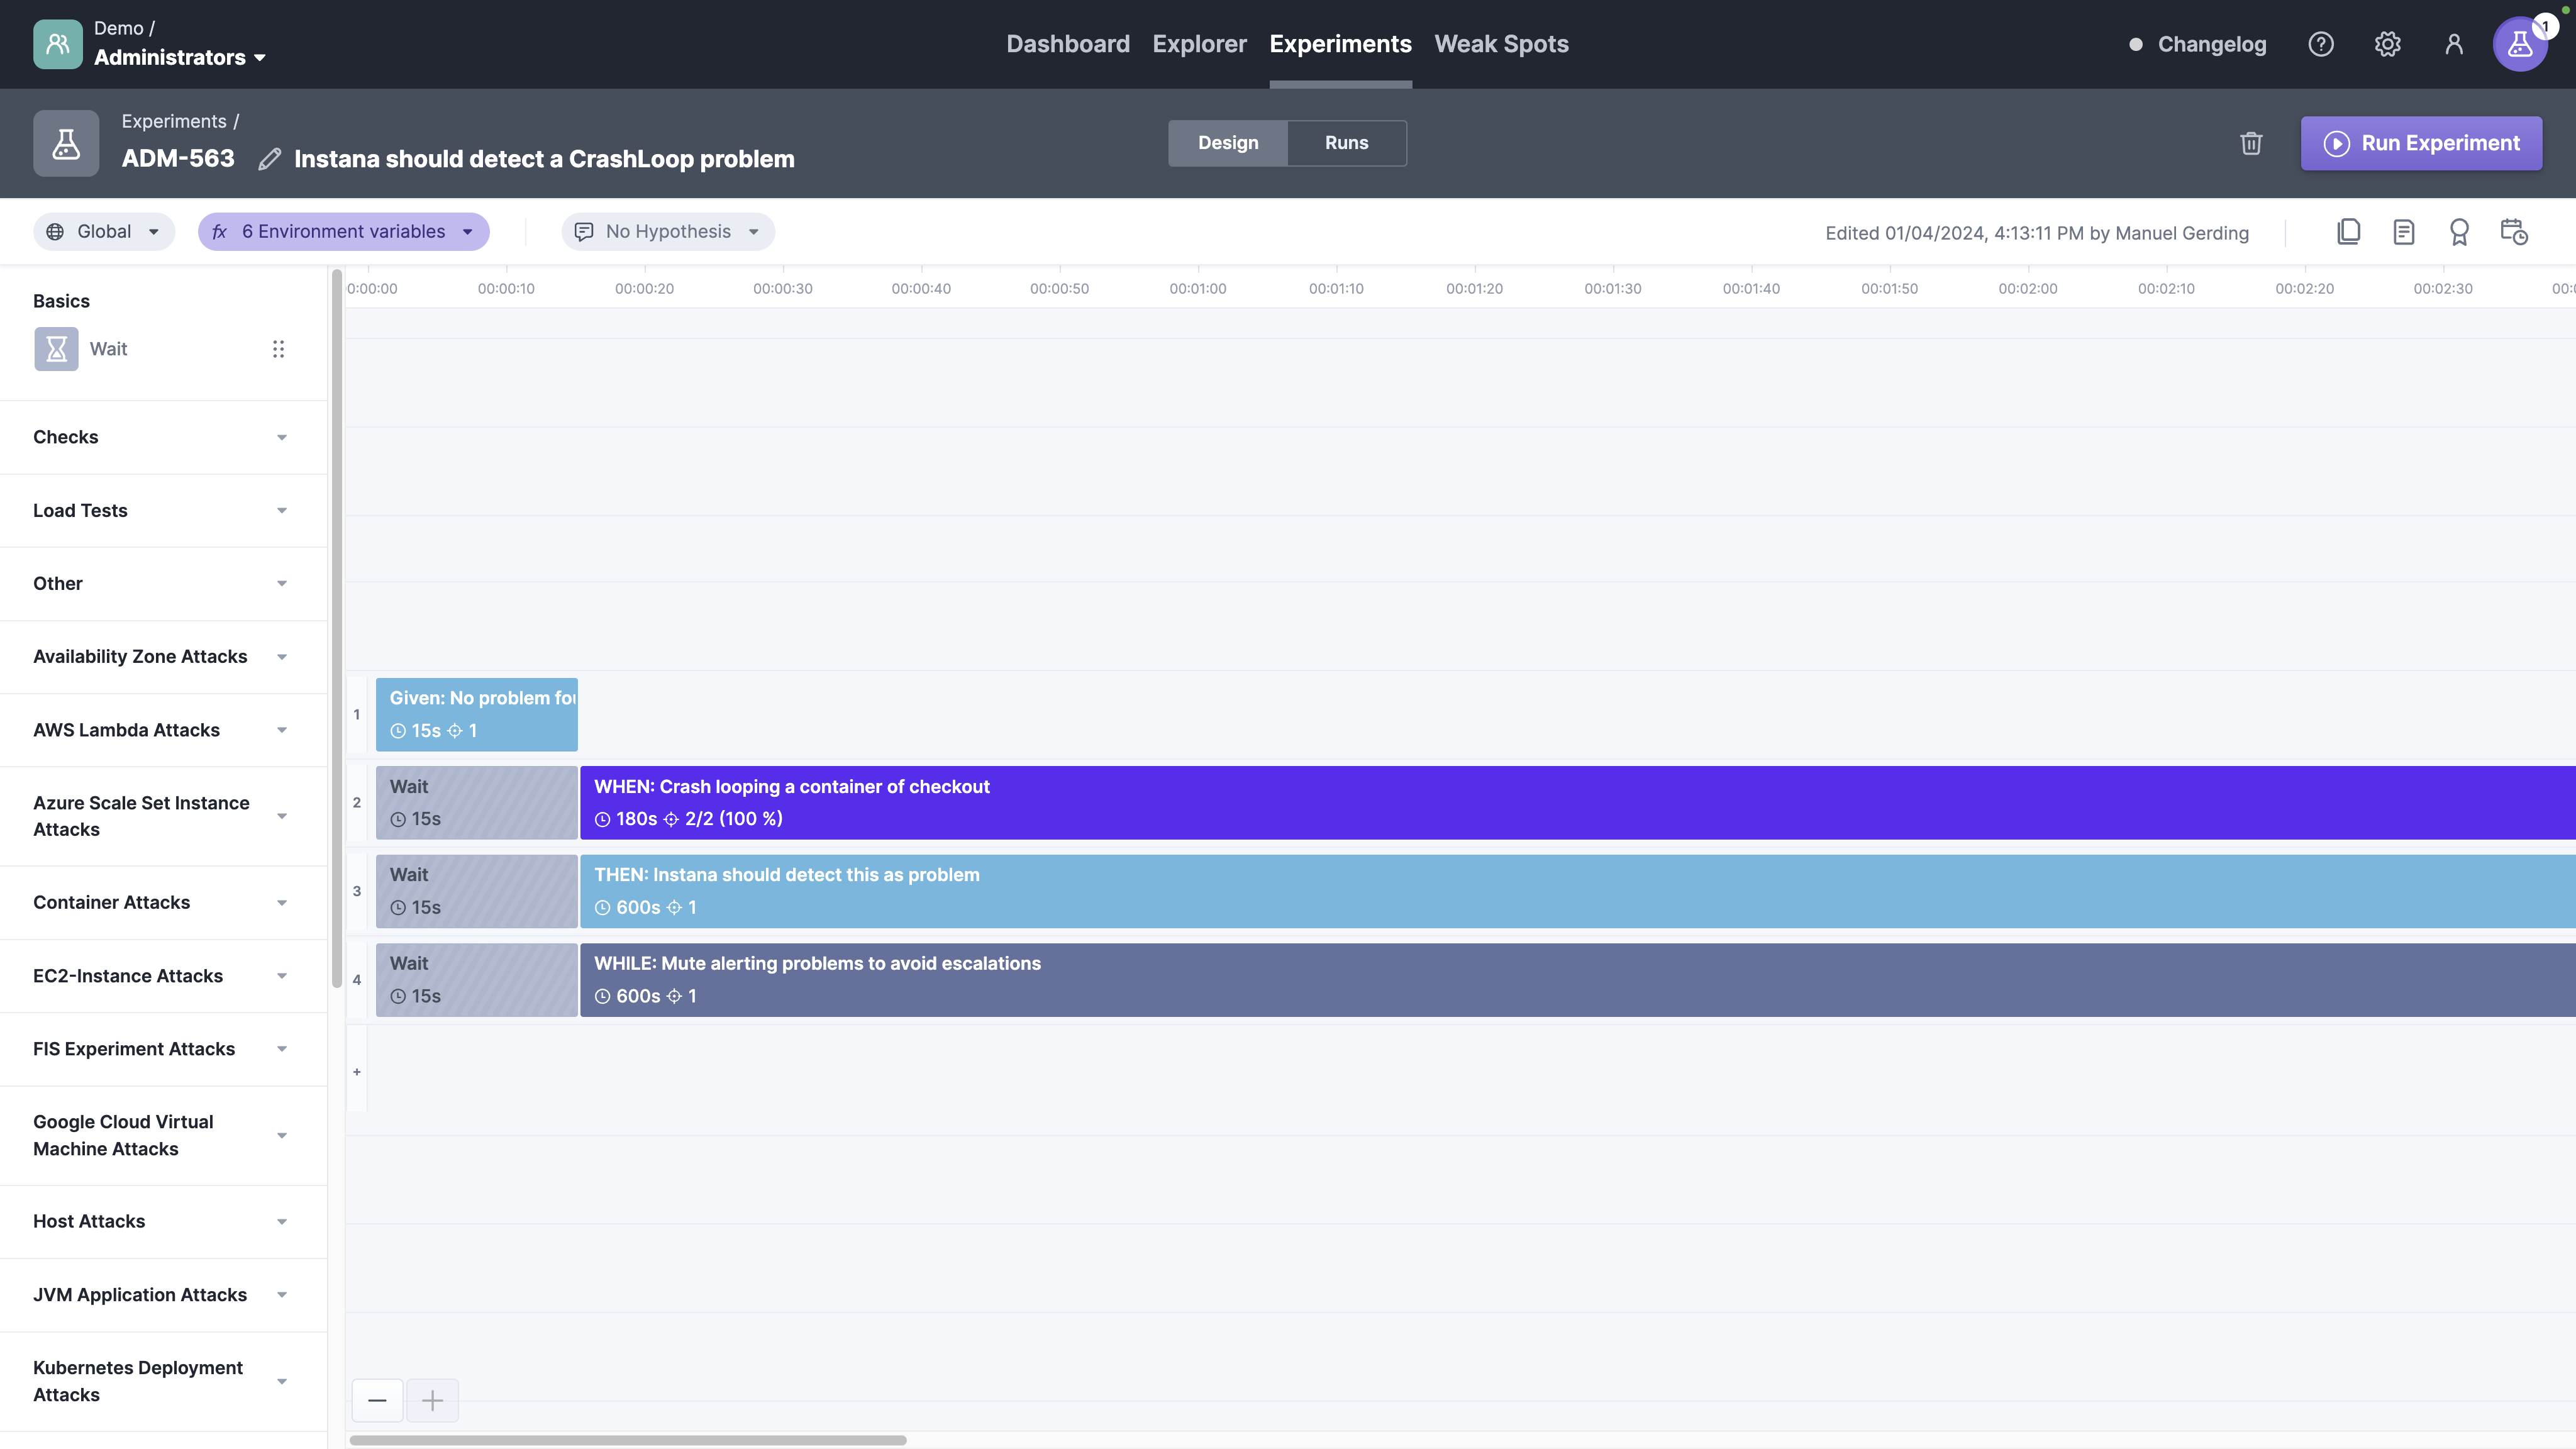 Demo /
Administrators
Dashboard Explorer Experiments Weak Spots
Changelog
1
Experiments /
ADM-563 Instana should detect a CrashLoop problem
Design Runs
Run Experiment
Global
fx 6 Environment variables
No Hypothesis
Edited 01/04/2024, 4:13:11 PM by Manuel Gerding
Basics
Wait
Checks
Load Tests
Other
Availability Zone Attacks
AWS Lambda Attacks
Azure Scale Set Instance
Attacks
Container Attacks
EC2-Instance Attacks
FIS Experiment Attacks
Google Cloud Virtual
Machine Attacks
Host Attacks
JVM Application Attacks
Kubernetes Deployment
Attacks
0:00:00 00:00:10 00:00:20 00:00:30 00:00:40 00:00:50 00:01:00 00:01:10 00:01:20 00:01:30 00:01:40 00:01:50 00:02:00 00:02:10 00:02:20 00:02:30 00:
1
Given: No problem fou
15s 1
2
Wait
15s
WHEN: Crash looping a container of checkout
180s 2/2 (100 %)
3
Wait
15s
THEN: Instana should detect this as problem
600s 1
4
Wait
15s
WHILE: Mute alerting problems to avoid escalations
600s 1
+